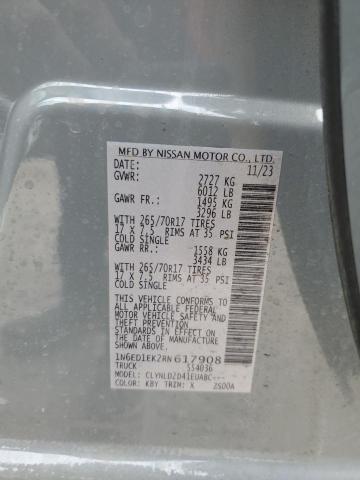 MFD BY NISSAN MOTOR CO., LTD.
DATE: 11/23
GVWR: 2727 KG
6012 LB
GAWR FR.: 1495 KG
3296 LB
WITH 265/70R17 TIRES
17 X 7.5 RIMS AT 35 PSI
COLD SINGLE
GAWR RR.: 1558 KG
3434 LB
WITH 265/70R17 TIRES
17 X 7.5 RIMS AT 35 PSI
COLD SINGLE
THIS VEHICLE CONFORMS TO
ALL APPLICABLE FEDERAL
MOTOR VEHICLE SAFETY AND
THEFT PREVENTION STANDARDS
IN EFFECT ON THE DATE OF
MFR. SHOWN ABOVE.
1N6ED1EK2RN617908
TRUCK 554036
MODEL: CLYNLDZD41EUABC---
COLOR: KBY TRIM: X 2S00A